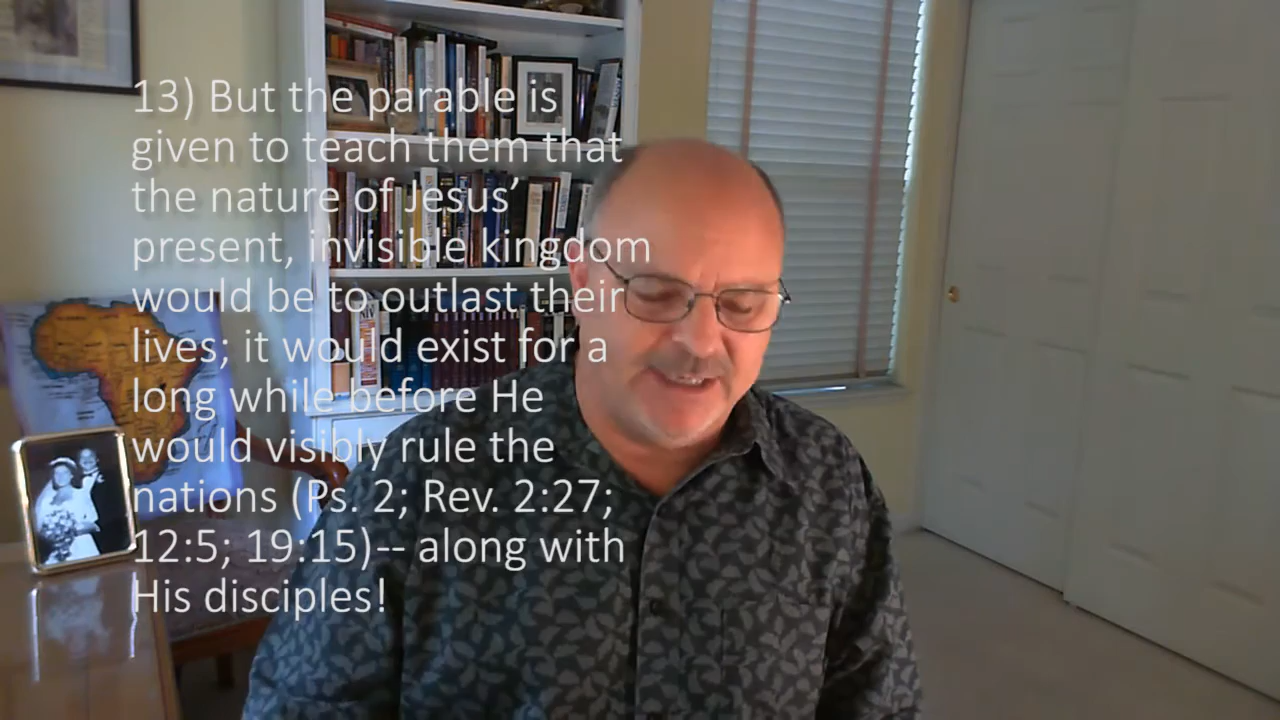 13) But the parable is
given to teach them that
the nature of Jesus’
present, invisible kingdom
would be to outlast their
lives; it would exist for a
long while before He
would visibly rule the
nations (Ps. 2; Rev. 2:27;
12:5; 19:15)-- along with
His disciples!
NIV